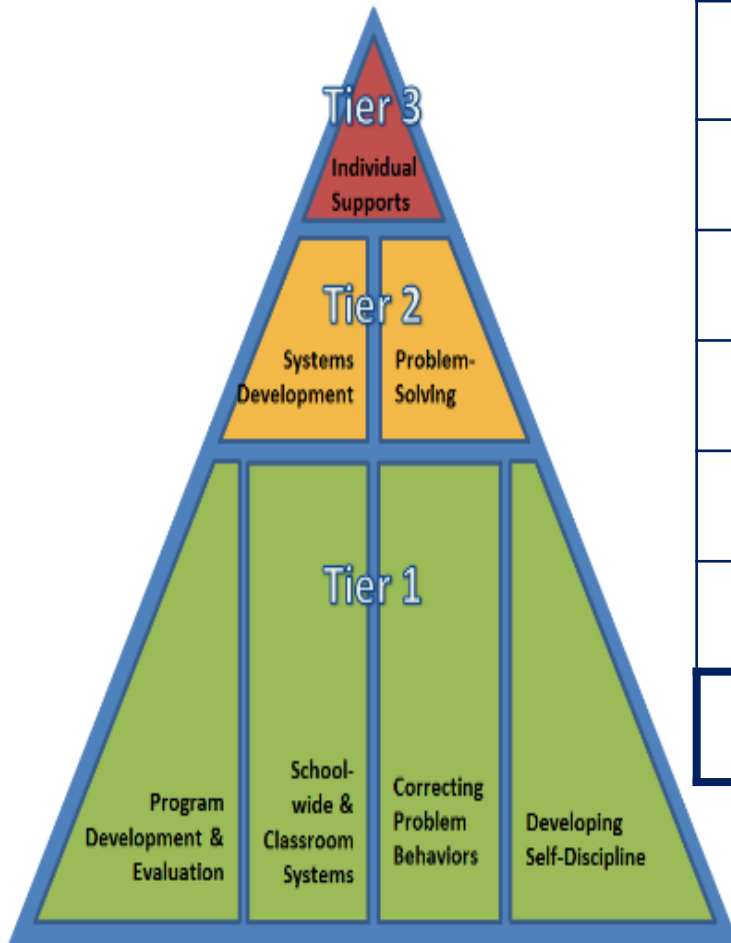 Tier 3
Individual
Supports
Tier 2
Systems
Development
Problem-
Solving
Tier 1
Program
Development &
Evaluation
School-
wide &
Classroom
Systems
Correcting
Problem
Behaviors
Developing
Self-Discipline